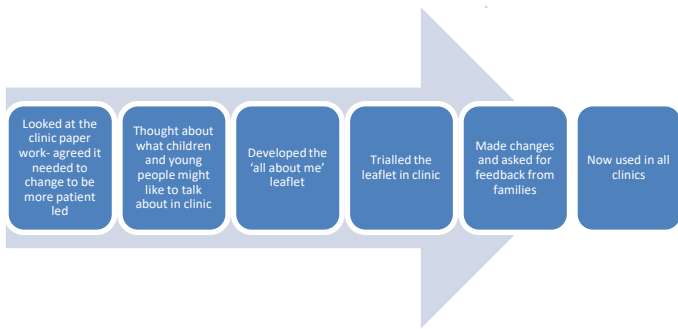 Looked at the
clinic paper
work- agreed it
needed to
change to be
more patient
led
Thought about
what children
and young
people might
like to talk
about in clinic
Developed the
'all about me'
leaflet
Trialled the
leaflet in clinic
Made changes
and asked for
feedback from
families
Now used in all
clinics